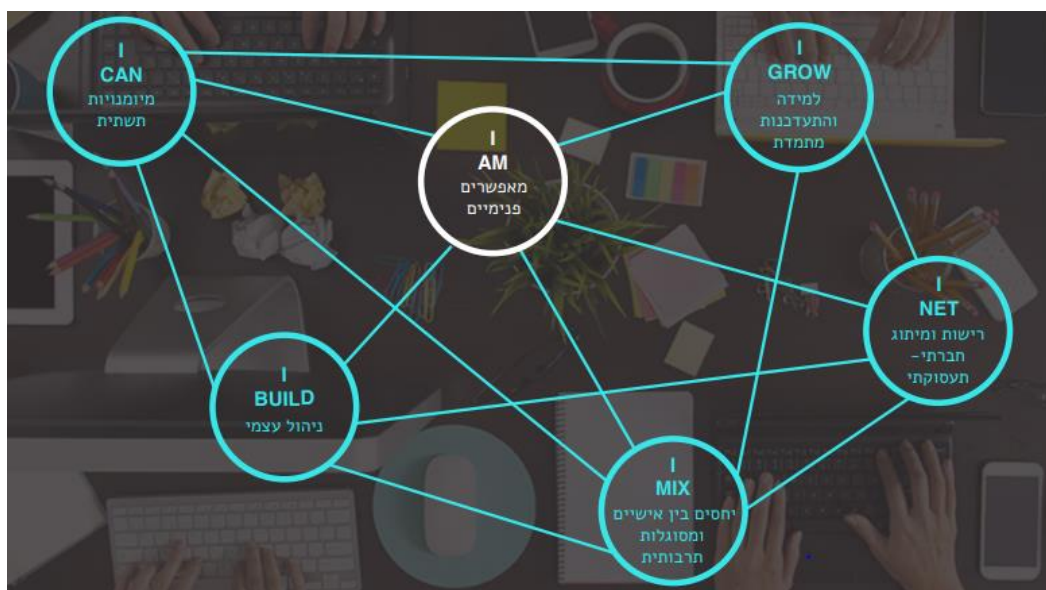 I
CAN
מיומנויות
תשתית
I
GROW
למידה
והתעדכנות
מתמדת
I
AM
מאפשרים
פנימיים
I
NET
רישות ומיתוג
חברתי-
תעסוקתי
I
BUILD
ניהול עצמי
I
MIX
יחסים בין אישיים
ומסוגלות
תרבותית